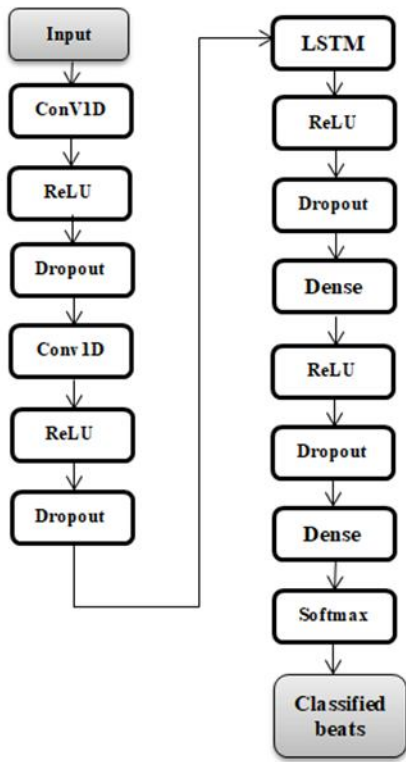 Input
ConV1D
ReLU
Dropout
Conv1D
ReLU
Dropout
LSTM
ReLU
Dropout
Dense
ReLU
Dropout
Dense
Softmax
Classified
beats